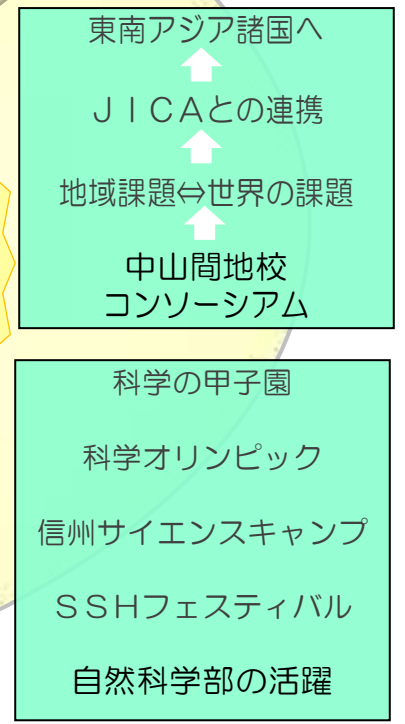 東南アジア諸国へ
ＪＩＣＡとの連携
地域課題⇔世界の課題
中山間地校
コンソーシアム
科学の甲子園
科学オリンピック
信州サイエンスキャンプ
ＳＳＨフェスティバル
自然科学部の活躍